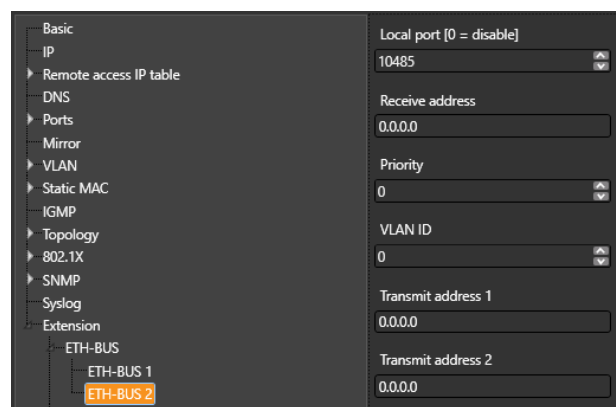 Basic
IP
Remote access IP table
DNS
Ports
Mirror
VLAN
Static MAC
IGMP
Topology
802.1X
SNMP
Syslog
Extension
ETH-BUS
ETH-BUS 1
ETH-BUS 2
Local port [0 = disable]
10485
Receive address
0.0.0.0
Priority
0
VLAN ID
0
Transmit address 1
0.0.0.0
Transmit address 2
0.0.0.0